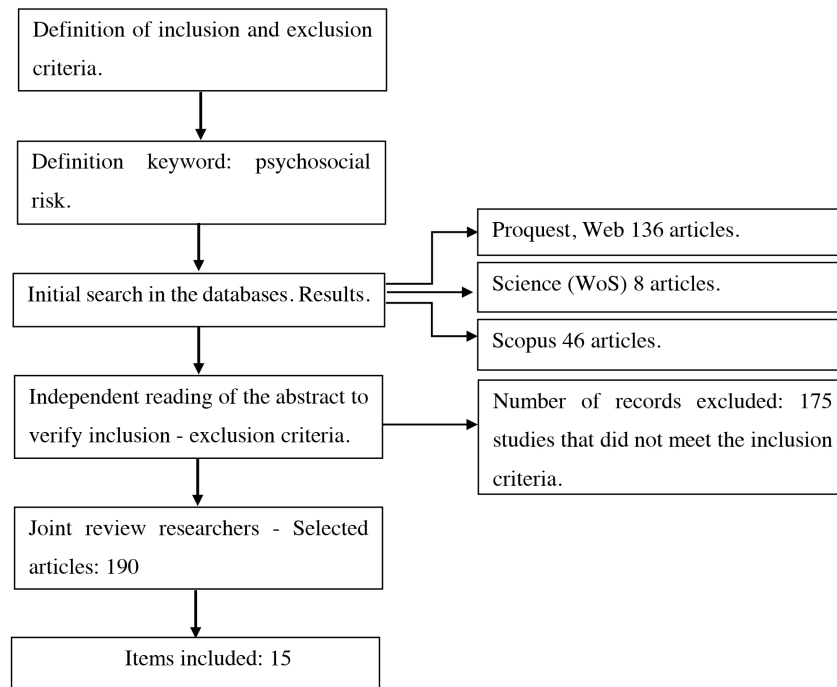 Definition of inclusion and exclusion
criteria.
Definition keyword: psychosocial
risk.
Initial search in the databases. Results.
Proquest, Web 136 articles.
Science (WoS) 8 articles.
Scopus 46 articles.
Independent reading of the abstract to
verify inclusion - exclusion criteria.
Number of records excluded: 175
studies that did not meet the inclusion
criteria.
Joint review researchers - Selected
articles: 190
Items included: 15